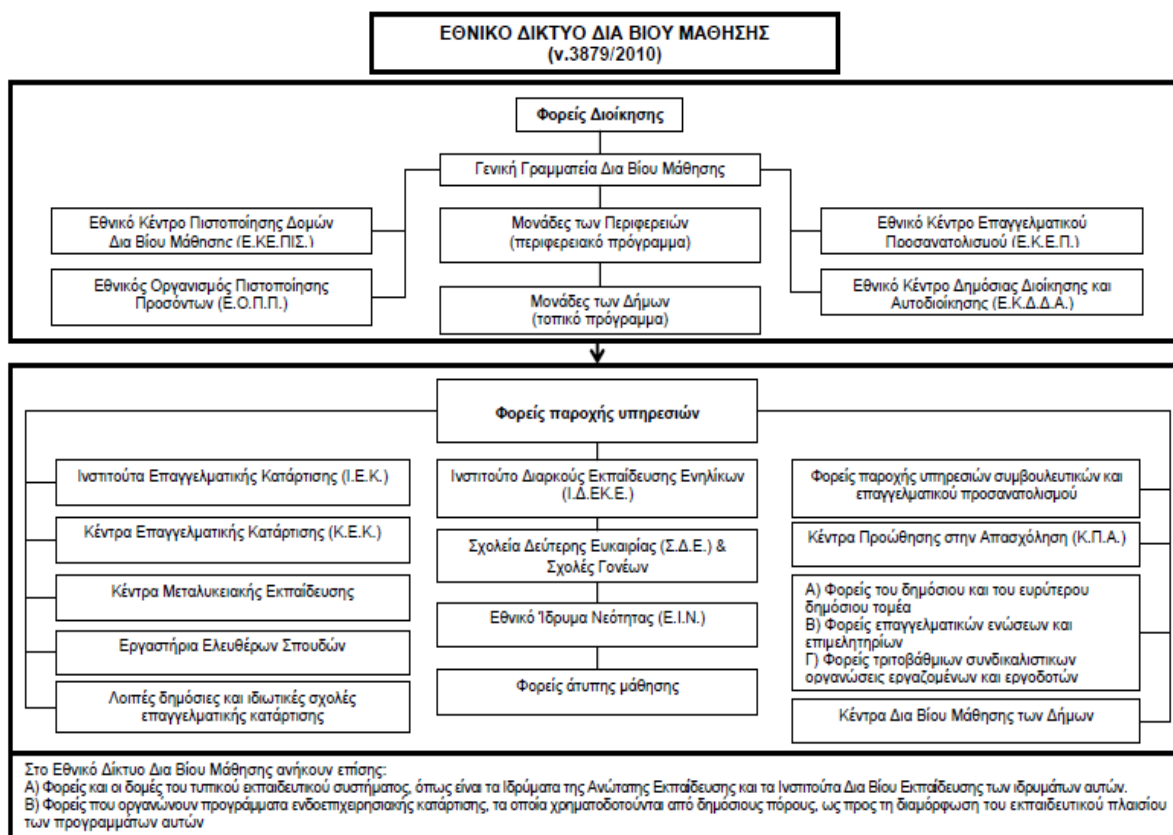 ΕΘΝΙΚΟ ΔΙΚΤΥΟ ΔΙΑ ΒΙΟΥ ΜΑΘΗΣΗΣ
(ν.3879/2010)
Φορείς Διοίκησης
Γενική Γραμματεία Δια Βίου Μάθησης
Εθνικό Κέντρο Πιστοποίησης Δομών
Δια Βίου Μάθησης (Ε.ΚΕ.ΠΙΣ.)
Εθνικός Οργανισμός Πιστοποίησης
Προσόντων (Ε.Ο.Π.Π.)
Μονάδες των Περιφερειών
(περιφερειακό πρόγραμμα)
Μονάδες των Δήμων
(τοπικό πρόγραμμα)
Εθνικό Κέντρο Επαγγελματικού
Προσανατολισμού (Ε.Κ.Ε.Π.)
Εθνικό Κέντρο Δημόσιας Διοίκησης και
Αυτοδιοίκησης (Ε.Κ.Δ.Δ.Α.)
Φορείς παροχής υπηρεσιών
Ινστιτούτα Επαγγελματικής Κατάρτισης (Ι.Ε.Κ.)
Κέντρα Επαγγελματικής Κατάρτισης (Κ.Ε.Κ.)
Κέντρα Μεταλυκειακής Εκπαίδευσης
Εργαστήρια Ελευθέρων Σπουδών
Λοιπές δημόσιες και ιδιωτικές σχολές
επαγγελματικής κατάρτισης
Ινστιτούτο Διαρκούς Εκπαίδευσης Ενηλίκων
(Ι.Δ.ΕΚ.Ε.)
Σχολεία Δεύτερης Ευκαιρίας (Σ.Δ.Ε.) &
Σχολές Γονέων
Εθνικό Ίδρυμα Νεότητας (Ε.Ι.Ν.)
Φορείς άτυπης μάθησης
Φορείς παροχής υπηρεσιών συμβουλευτικών και
επαγγελματικού προσανατολισμού
Κέντρα Προώθησης στην Απασχόληση (Κ.Π.Α.)
Α) Φορείς του δημόσιου και του ευρύτερου
δημόσιου τομέα
Β) Φορείς επαγγελματικών ενώσεων και
επιμελητηρίων
Γ) Φορείς τριτοβάθμιων συνδικαλιστικων
οργανώσεις εργαζομένων και εργοδοτών
Κέντρα Δια Βίου Μάθησης των Δήμων
Στο Εθνικό Δίκτυο Δια Βίου Μάθησης ανήκουν επίσης:
Α) Φορείς και οι δομές του τυπικού εκπαιδευτικού συστήματος, όπως είναι τα Ιδρύματα της Ανώτατης Εκπαίδευσης και τα Ινστιτούτα Δια Βίου Εκπαίδευσης των ιδρυμάτων αυτών.
Β) Φορείς που οργανώνουν προγράμματα ενδοεπιχειρησιακής κατάρτισης, τα οποία χρηματοδοτούνται από δημόσιους πόρους, ως προς τη διαμόρφωση του εκπαιδευτικού πλαισίου
των προγραμμάτων αυτών